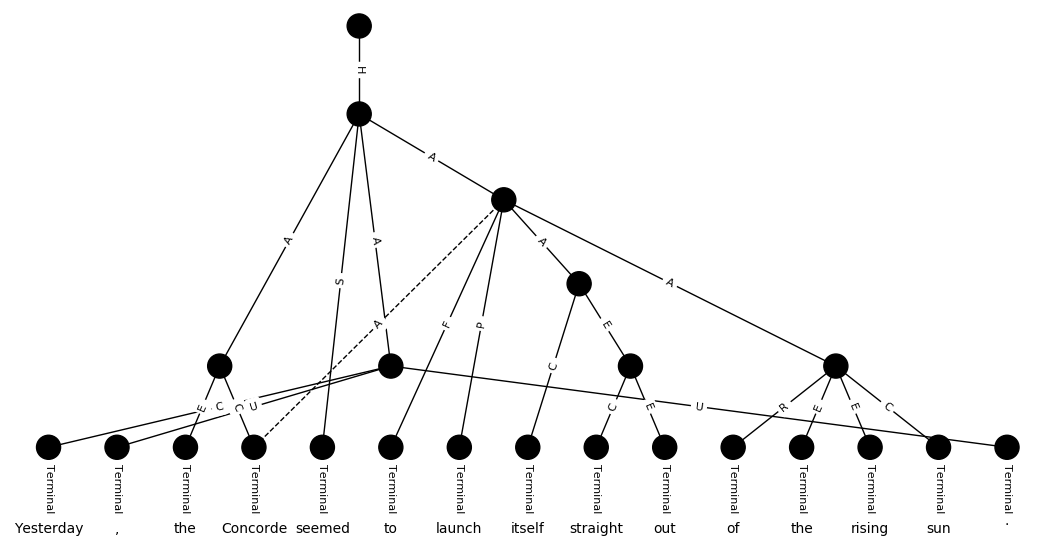 H
A
A
S
A
A
A
A
F
P
E
C
E
C
C
U
C
E
U
R
E
E
C
Terminal Terminal Terminal Terminal Terminal Terminal Terminal Terminal Terminal Terminal Terminal Terminal Terminal Terminal Terminal
Yesterday , the Concorde seemed to launch itself straight out of the rising sun .